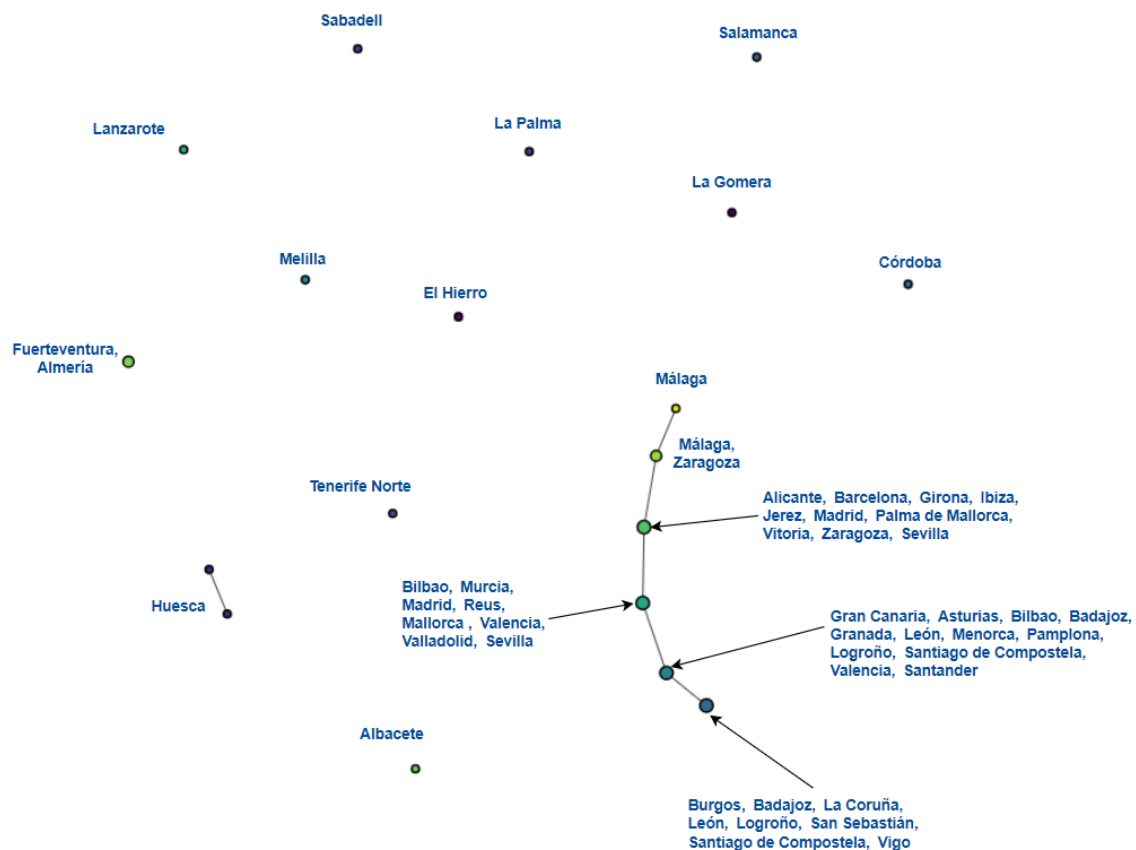 Sabadell
Salamanca
Lanzarote
La Palma
La Gomera
Melilla
Córdoba
El Hierro
Fuerteventura,
Almería
Málaga
Málaga,
Zaragoza
Tenerife Norte
Alicante, Barcelona, Girona, Ibiza,
Jerez, Madrid, Palma de Mallorca,
Vitoria, Zaragoza, Sevilla
Huesca
Bilbao, Murcia,
Madrid, Reus,
Mallorca , Valencia,
Valladolid, Sevilla
Gran Canaria, Asturias, Bilbao, Badajoz,
Granada, León, Menorca, Pamplona,
Logroño, Santiago de Compostela,
Valencia, Santander
Albacete
Burgos, Badajoz, La Coruña,
León, Logroño, San Sebastián,
Santiago de Compostela, Vigo